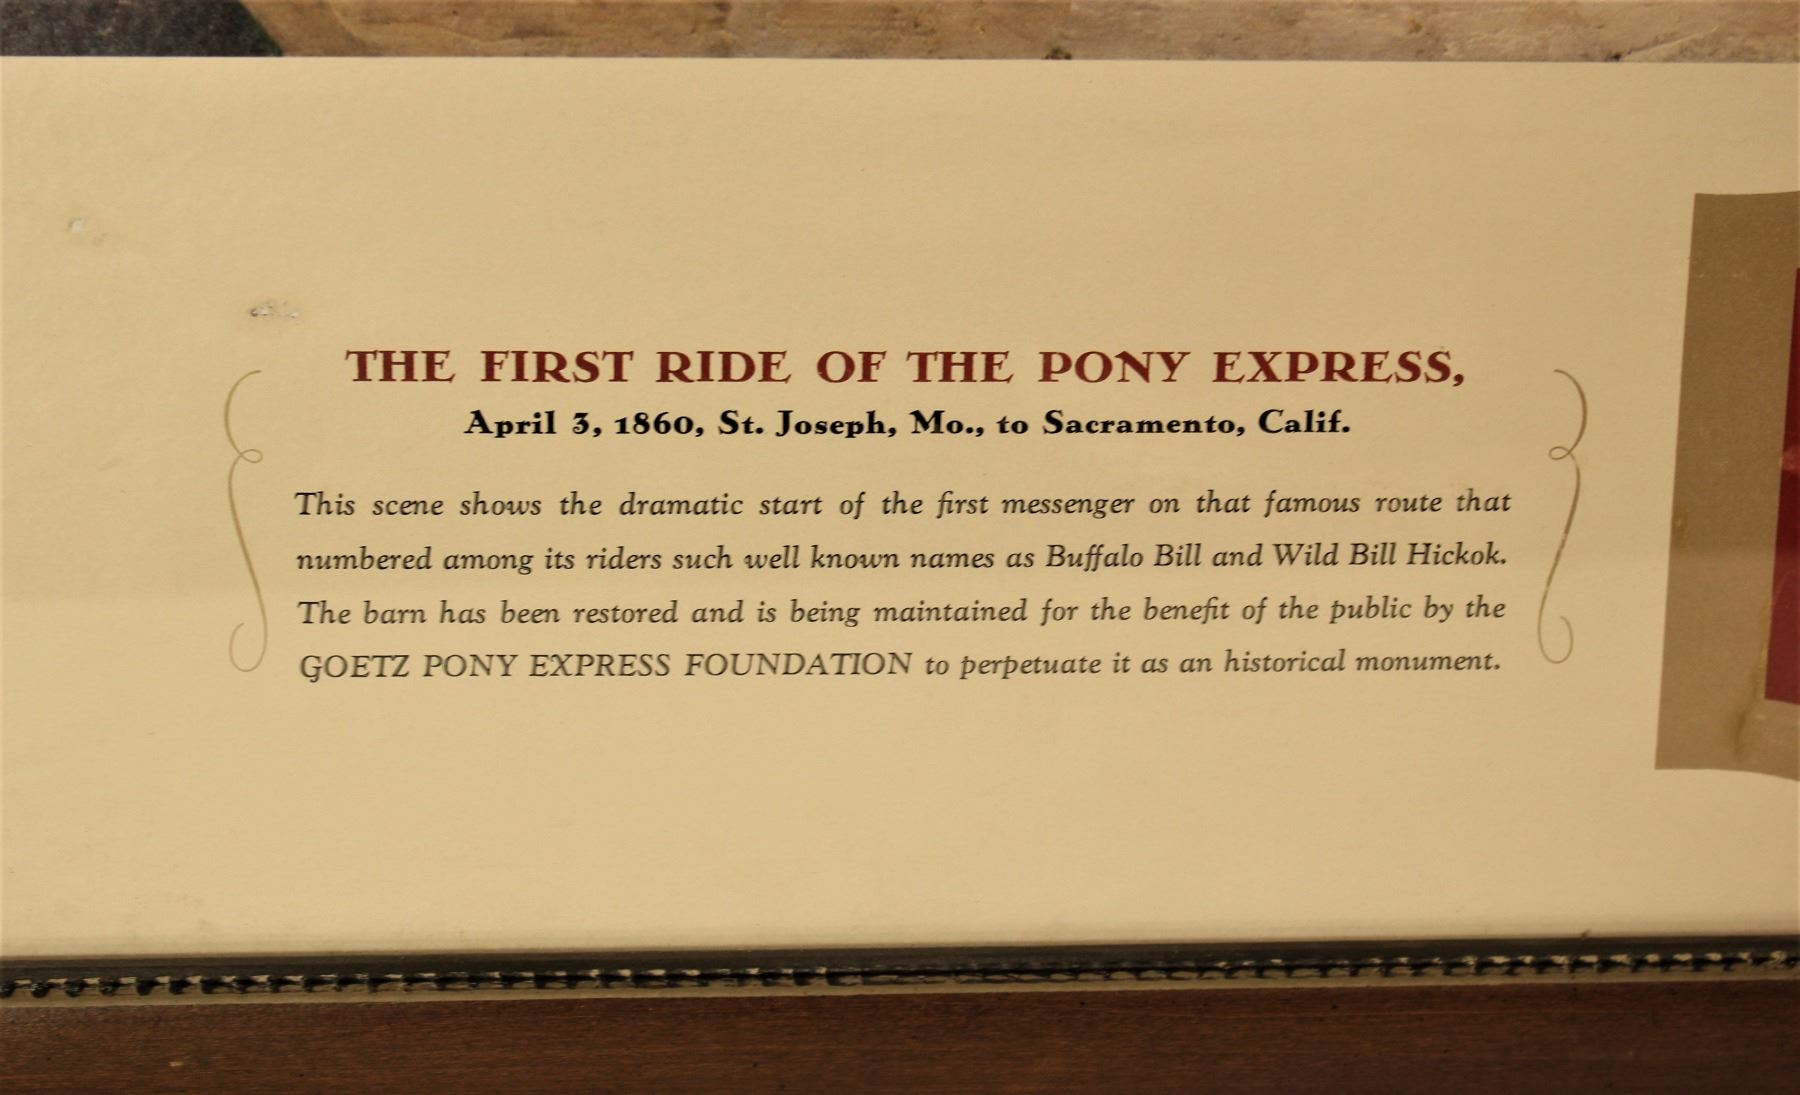 THE FIRST RIDE OF THE PONY EXPRESS,
April 3, 1860, St. Joseph, Mo., to Sacramento, Calif.
This scene shows the dramatic start of the first messenger on that famous route that
numbered among its riders such well known names as Buffalo Bill and Wild Bill Hickok.
The barn has been restored and is being maintained for the benefit of the public by the
GOETZ PONY EXPRESS FOUNDATION to perpetuate it as an historical monument.